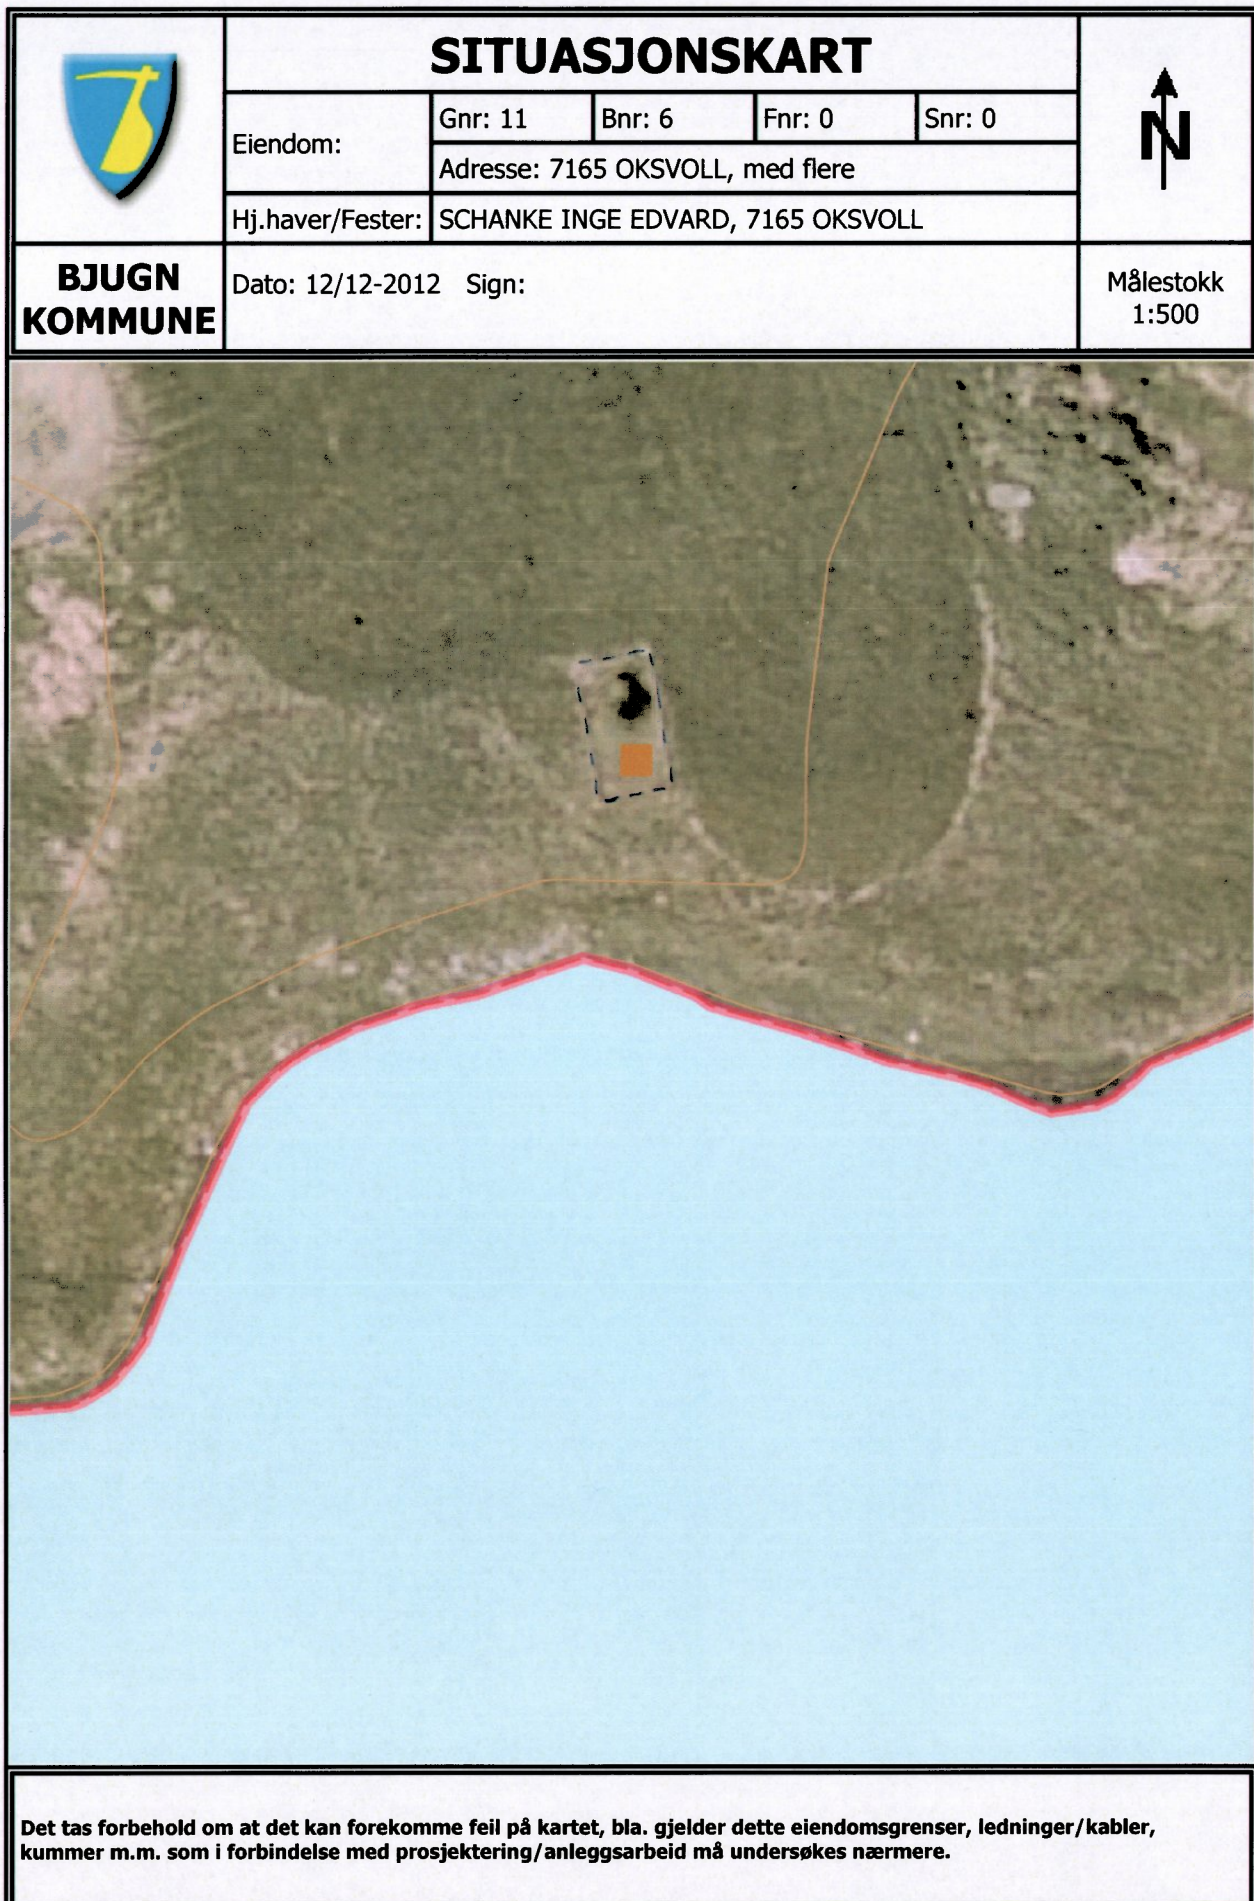 SITUASJONSKART
Eiendom:
Gnr: 11
Bnr: 6
Fnr: 0
Snr: 0
Adresse: 7165 OKSVOLL, med flere
Hj.haver/Fester:
SCHANKE INGE EDVARD, 7165 OKSVOLL
N
BJUGN
KOMMUNE
Dato: 12/12-2012 Sign:
Målestokk
1:500
Det tas forbehold om at det kan forekomme feil på kartet, bla. gjelder dette eiendomsgrenser, ledninger/kabler,
kummer m.m. som i forbindelse med prosjektering/anleggsarbeid må undersøkes nærmere.